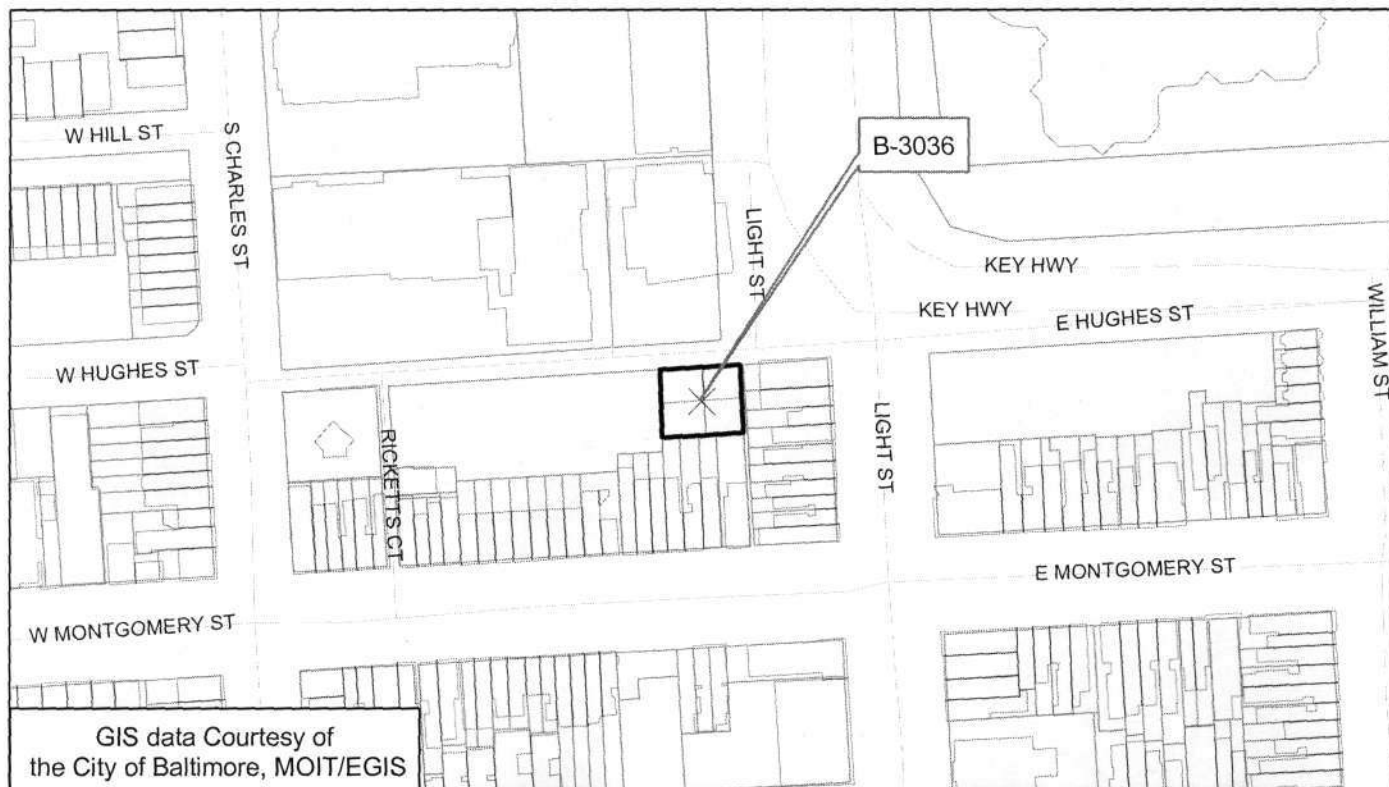 W HILL ST
S CHARLES ST
B-3036
LIGHT ST
KEY HWY
KEY HWY
E HUGHES ST
WILLIAM ST
W HUGHES ST
RICKETTS CT
LIGHT ST
E MONTGOMERY ST
W MONTGOMERY ST
GIS data Courtesy of
the City of Baltimore, MOIT/EGIS